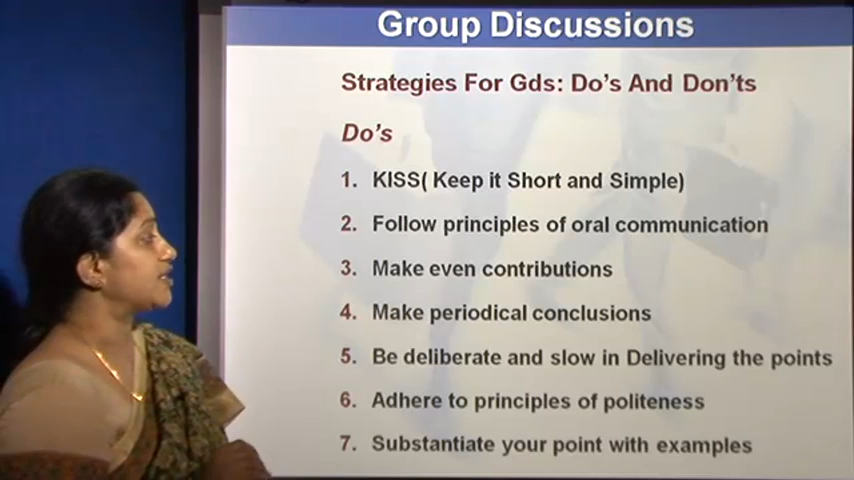 Group Discussions
Strategies For Gds: Do's And Don'ts
Do's
1. KISS( Keep it Short and Simple)
2. Follow principles of oral communication
3. Make even contributions
4. Make periodical conclusions
5. Be deliberate and slow in Delivering the points
6. Adhere to principles of politeness
7. Substantiate your point with examples